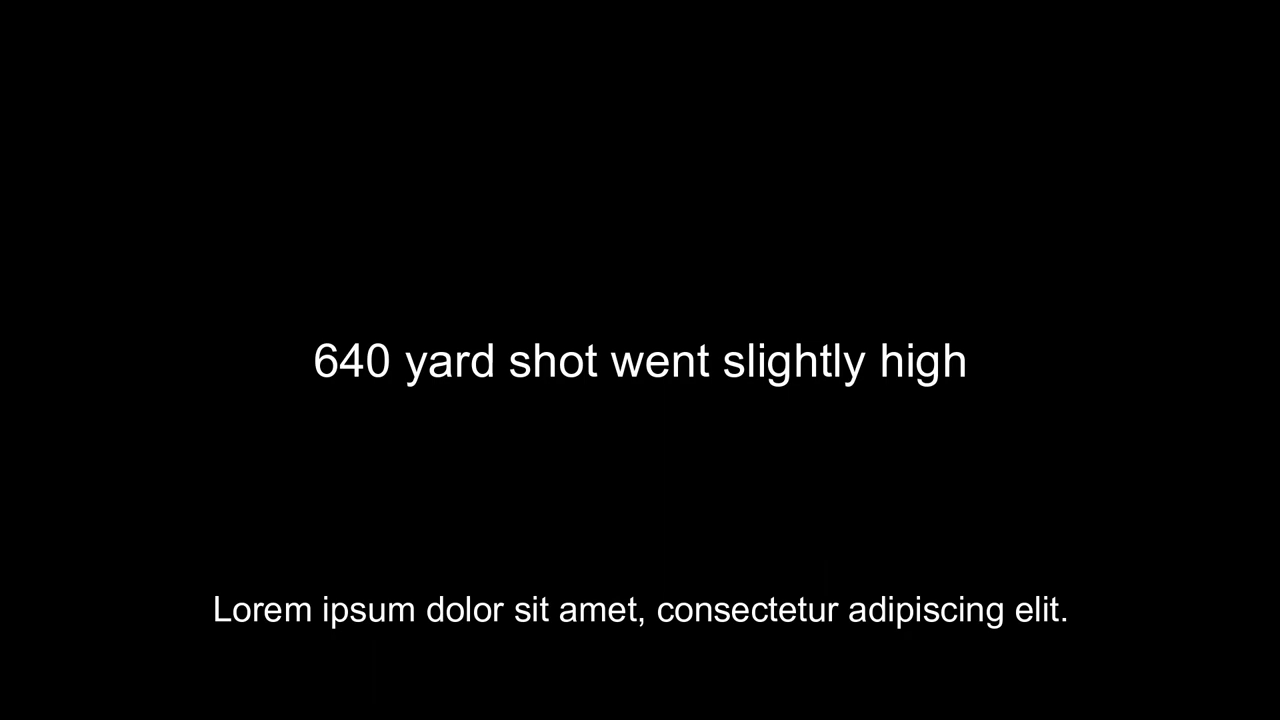 640 yard shot went slightly high
Lorem ipsum dolor sit amet, consectetur adipiscing elit.